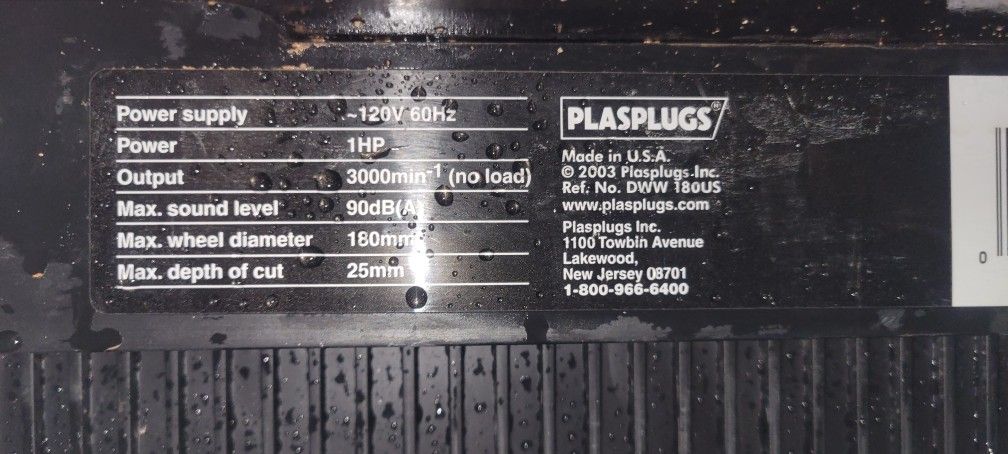 Power supply ~120V 60Hz
Power 1HP
Output 3000min-1 (no load)
Max. sound level 90dB(A)
Max. wheel diameter 180mm
Max. depth of cut 25mm
PLASPLUGS®
Made in U.S.A.
© 2003 Plasplugs Inc.
Ref. No. DWW 180US
www.plasplugs.com
Plasplugs Inc.
1100 Towbin Avenue
Lakewood,
New Jersey 08701
1-800-966-6400
0